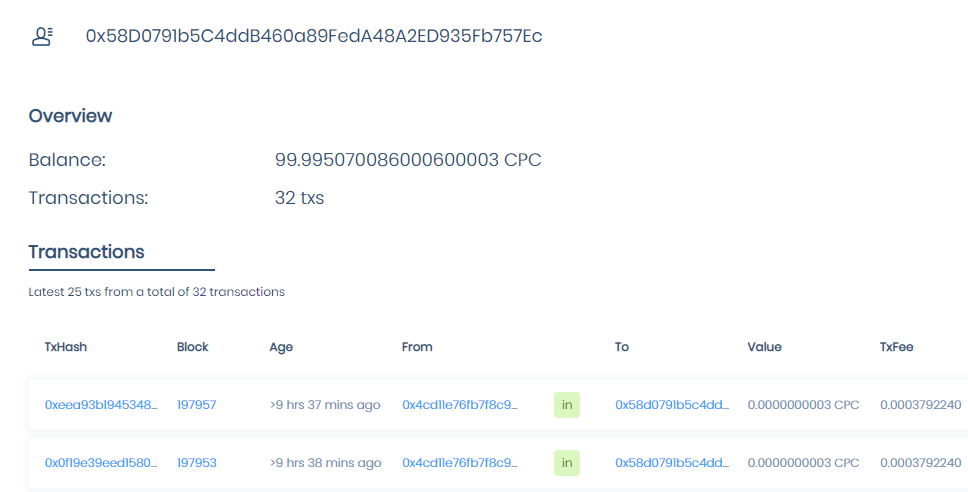 0x58D0791b5C4ddB460a89FedA48A2ED935Fb757Ec
Overview
Balance: 99.995070086000600003 CPC
Transactions: 32 txs
Transactions
Latest 25 txs from a total of 32 transactions
TxHash Block Age From To Value TxFee
0xeea93b1945348... 197957 >9 hrs 37 mins ago 0x4cd11e76fb7f8c9... in 0x58d0791b5c4dd... 0.0000000003 CPC 0.0003792240
0x0f19e39eed1580... 197953 >9 hrs 38 mins ago 0x4cd11e76fb7f8c9... in 0x58d0791b5c4dd... 0.0000000003 CPC 0.0003792240